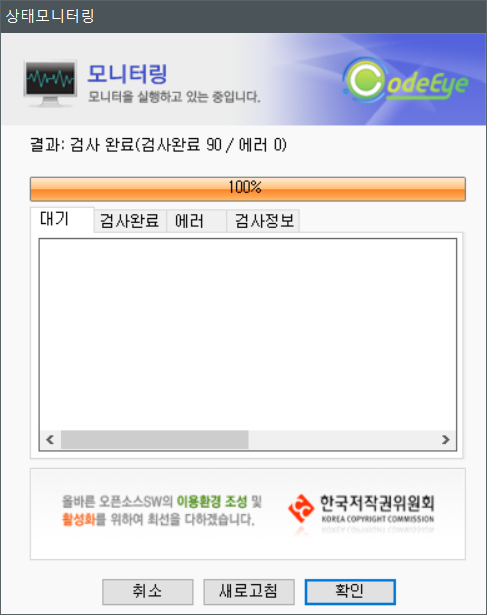 상태모니터링
모니터링
모니터을 실행하고 있는 중입니다.
CodeEye
결과: 검사 완료(검사완료 90 / 에러 0)
100%
대기 검사완료 에러 검사정보
올바른 오픈소스SW의 이용환경 조성 및
활성화를 위하여 최선을 다하겠습니다.
한국저작권위원회
KOREA COPYRIGHT COMMISSION
취소 새로고침 확인